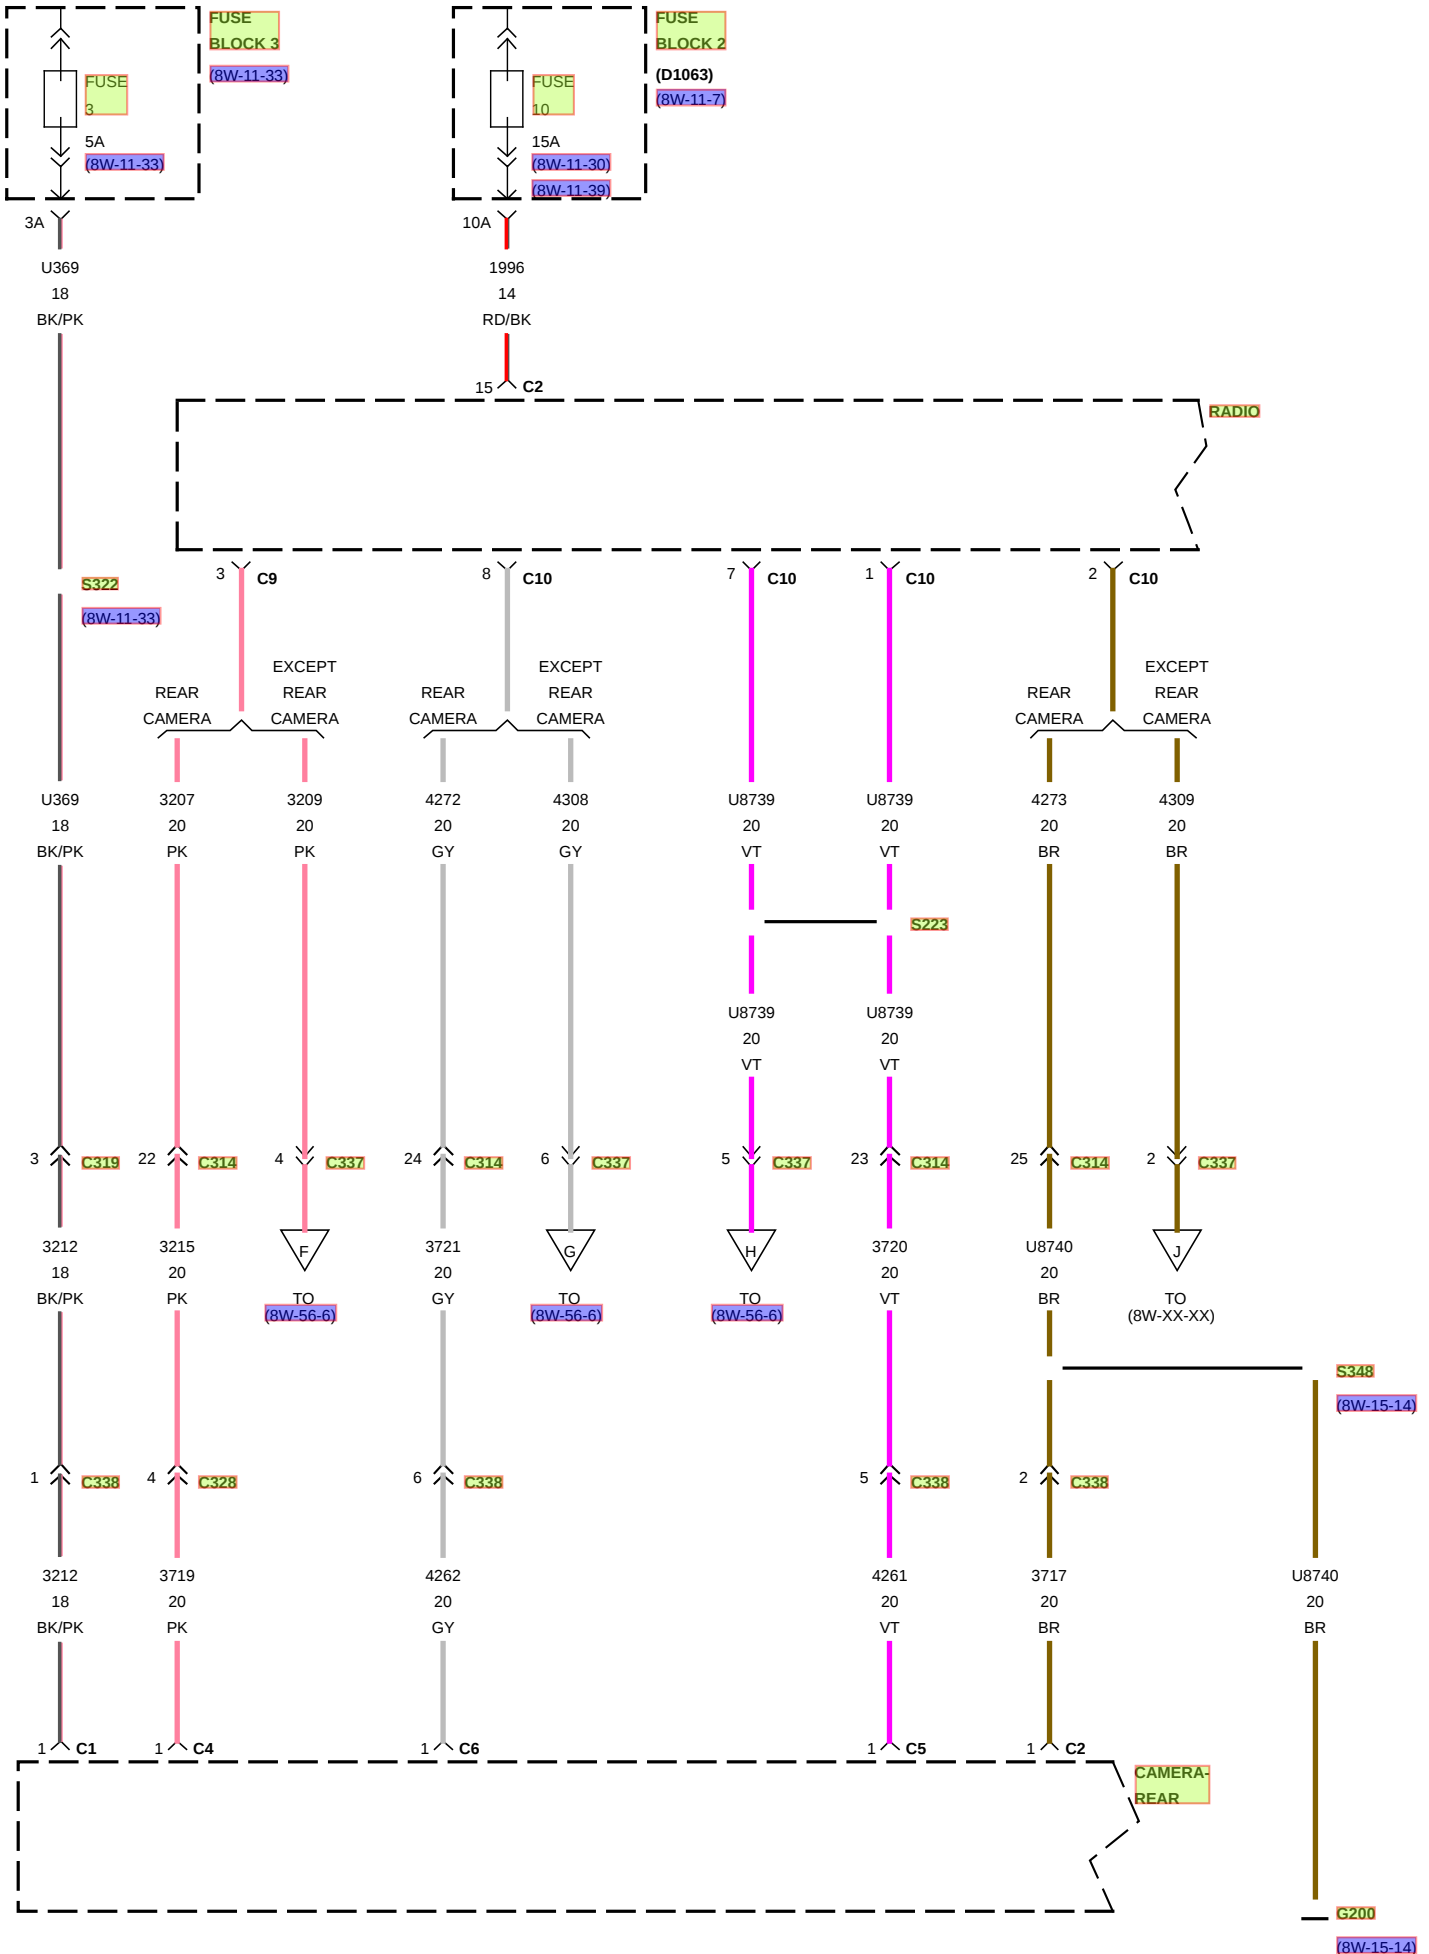 FUSE
BLOCK 3
(8W-11-33)
FUSE
3
5A
(8W-11-33)
FUSE
BLOCK 2
(D1063)
(8W-11-7)
FUSE
10
15A
(8W-11-30)
(8W-11-39)
3A
10A
U369
18
BK/PK
1996
14
RD/BK
15 C2
RADIO
S322
(8W-11-33)
3 C9
8 C10
7 C10
1 C10
2 C10
REAR
CAMERA
EXCEPT
REAR
CAMERA
REAR
CAMERA
EXCEPT
REAR
CAMERA
REAR
CAMERA
EXCEPT
REAR
CAMERA
U369
18
BK/PK
3207
20
PK
3209
20
PK
4272
20
GY
4308
20
GY
U8739
20
VT
U8739
20
VT
4273
20
BR
4309
20
BR
S223
U8739
20
VT
U8739
20
VT
3 C319
22 C314
4 C337
24 C314
6 C337
5 C337
23 C314
25 C314
2 C337
3212
18
BK/PK
3215
20
PK
F
TO
(8W-56-6)
3721
20
GY
G
TO
(8W-56-6)
H
TO
(8W-56-6)
3720
20
VT
U8740
20
BR
J
TO
(8W-XX-XX)
S348
(8W-15-14)
1 C338
4 C328
6 C338
5 C338
2 C338
3212
18
BK/PK
3719
20
PK
4262
20
GY
4261
20
VT
3717
20
BR
U8740
20
BR
1 C1
1 C4
1 C6
1 C5
1 C2
CAMERA-
REAR
G200
(8W-15-14)